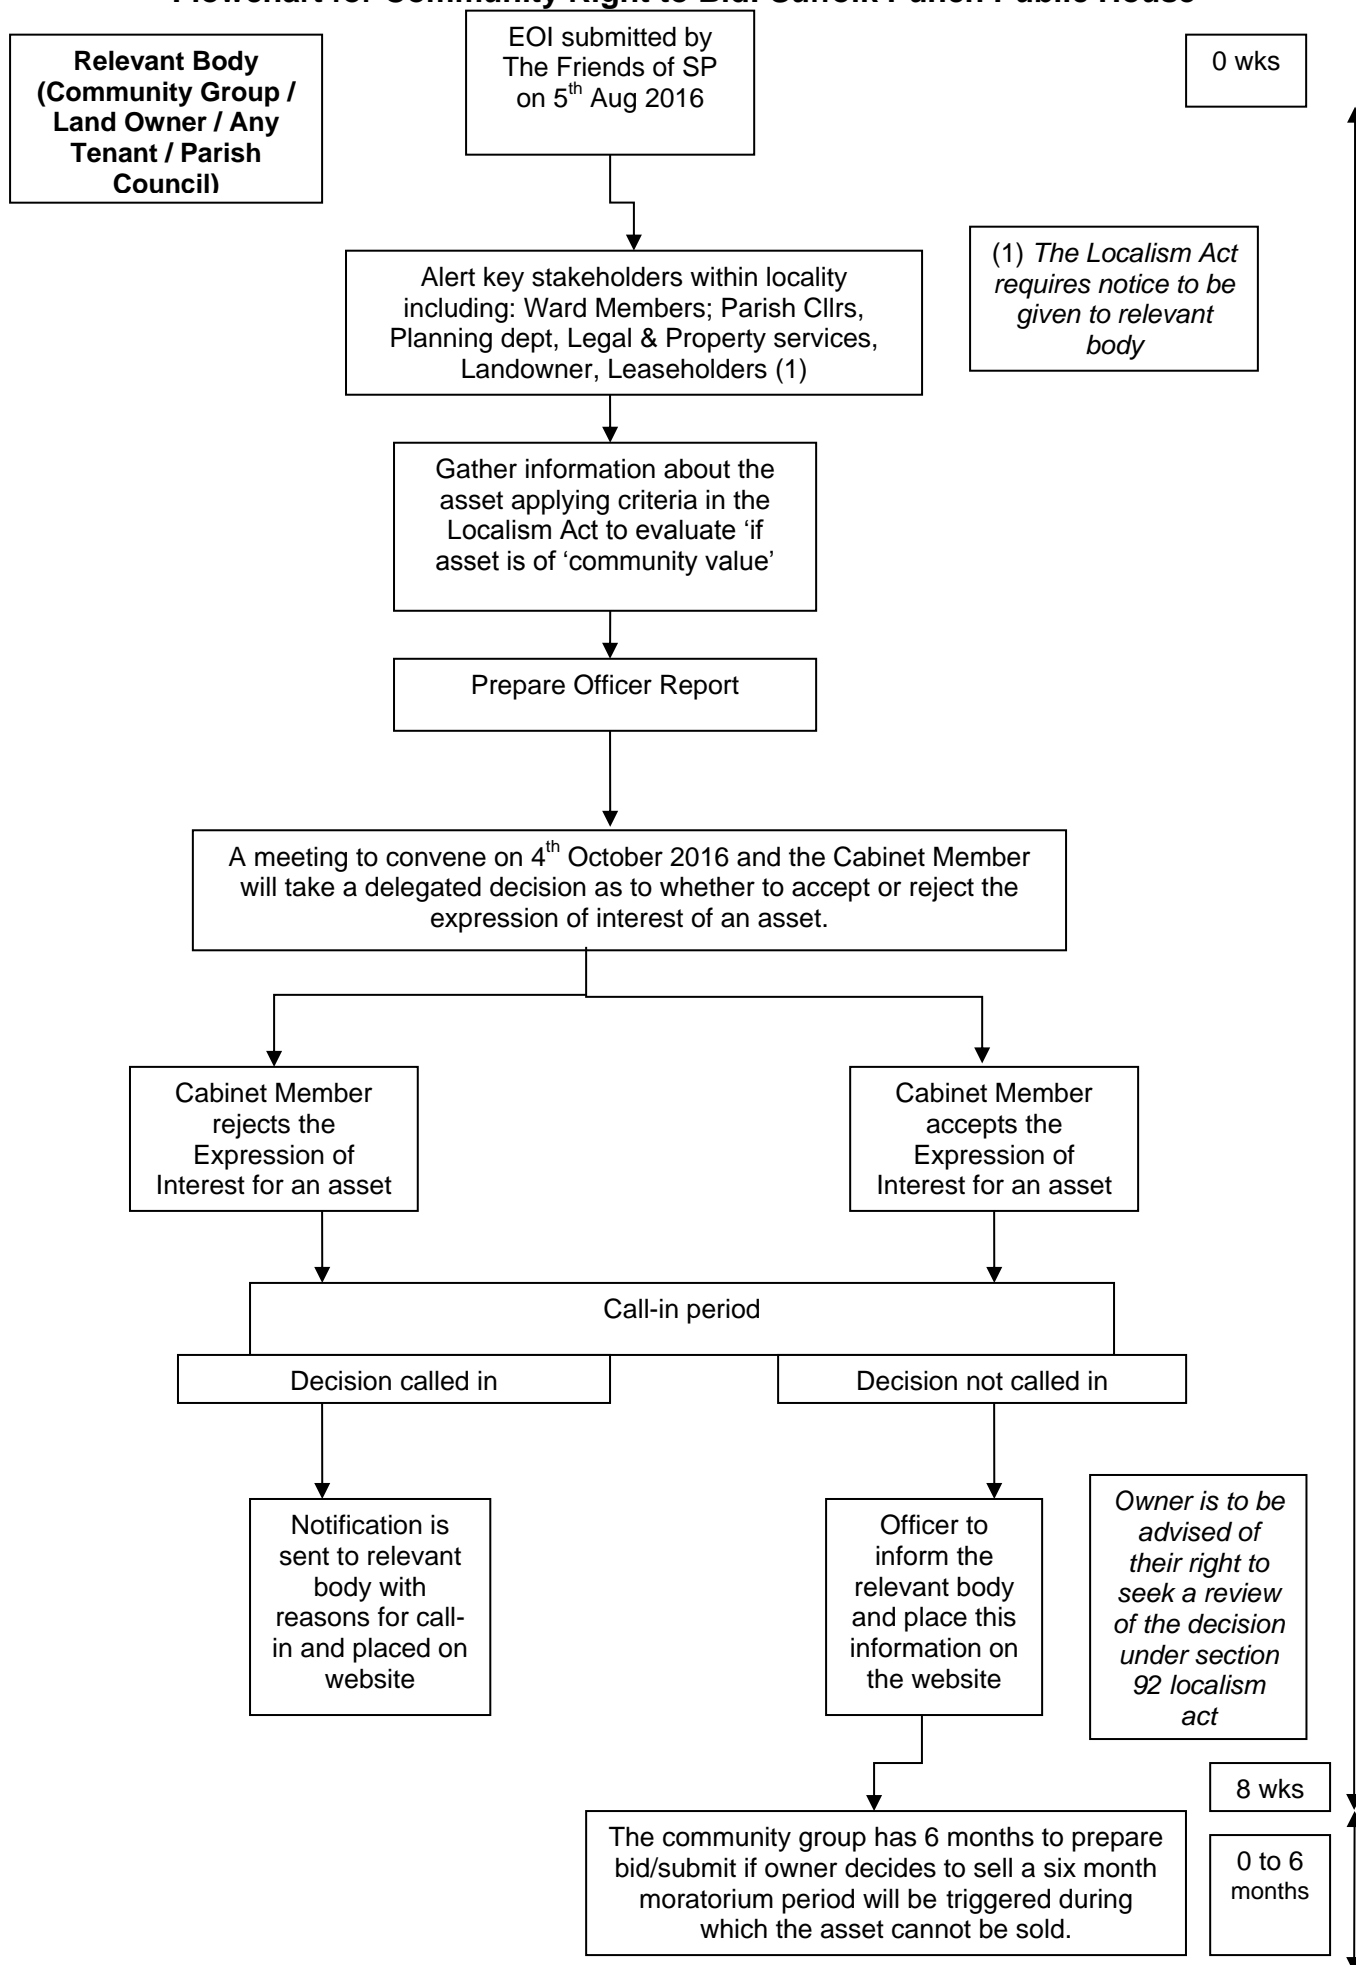 Flowchart for Community Right to Bid: Suffolk Punch Public House
Relevant Body
(Community Group /
Land Owner / Any
Tenant / Parish
Council)
EOI submitted by
The Friends of SP
on 5th Aug 2016
0 wks
Alert key stakeholders within locality
including: Ward Members; Parish Cllrs,
Planning dept, Legal & Property services,
Landowner, Leaseholders (1)
(1) The Localism Act
requires notice to be
given to relevant
body
Gather information about the
asset applying criteria in the
Localism Act to evaluate ‘if
asset is of ‘community value’
Prepare Officer Report
A meeting to convene on 4th October 2016 and the Cabinet Member
will take a delegated decision as to whether to accept or reject the
expression of interest of an asset.
Cabinet Member
rejects the
Expression of
Interest for an asset
Cabinet Member
accepts the
Expression of
Interest for an asset
Call-in period
Decision called in
Decision not called in
Notification is
sent to relevant
body with
reasons for call-
in and placed on
website
Officer to
inform the
relevant body
and place this
information on
the website
Owner is to be
advised of
their right to
seek a review
of the decision
under section
92 localism
act
8 wks
The community group has 6 months to prepare
bid/submit if owner decides to sell a six month
moratorium period will be triggered during
which the asset cannot be sold.
0 to 6
months